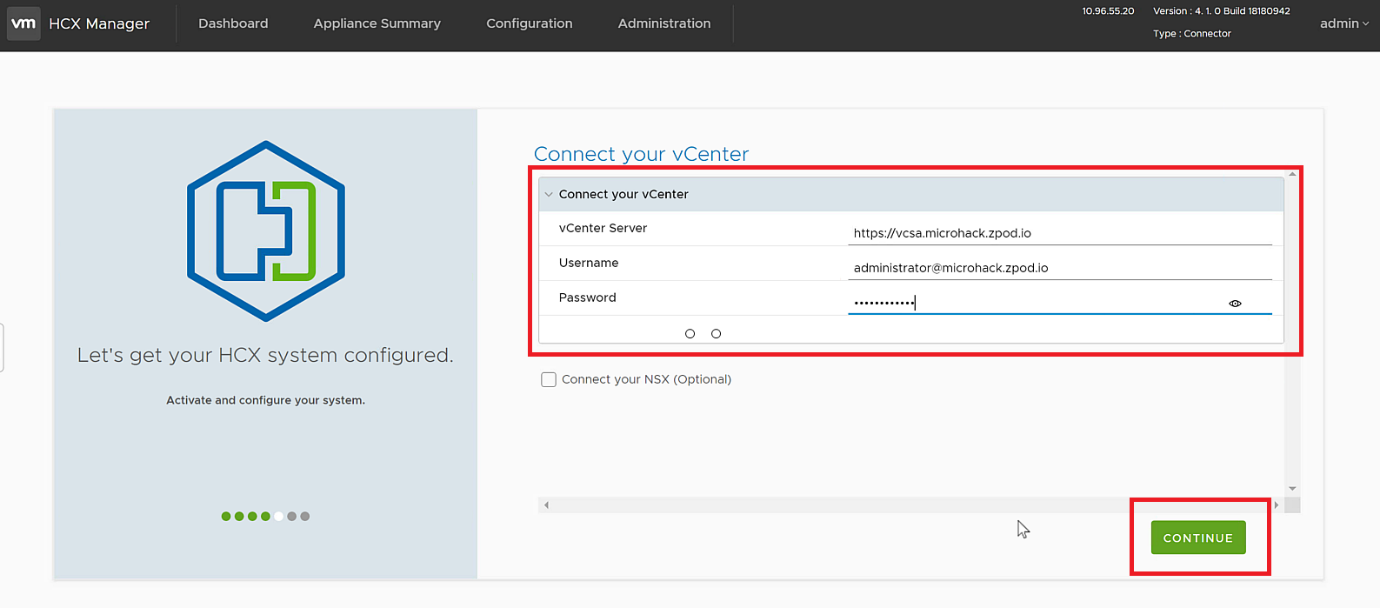 vm HCX Manager Dashboard Appliance Summary Configuration Administration 10.96.55.20 Version : 4. 1. 0 Build 18180942 admin
Type : Connector
Connect your vCenter
Connect your vCenter
vCenter Server https://vcsa.microhack.zpod.io
Username administrator@microhack.zpod.io
Password ••••••••••••
Connect your NSX (Optional)
Let's get your HCX system configured.
Activate and configure your system.
CONTINUE